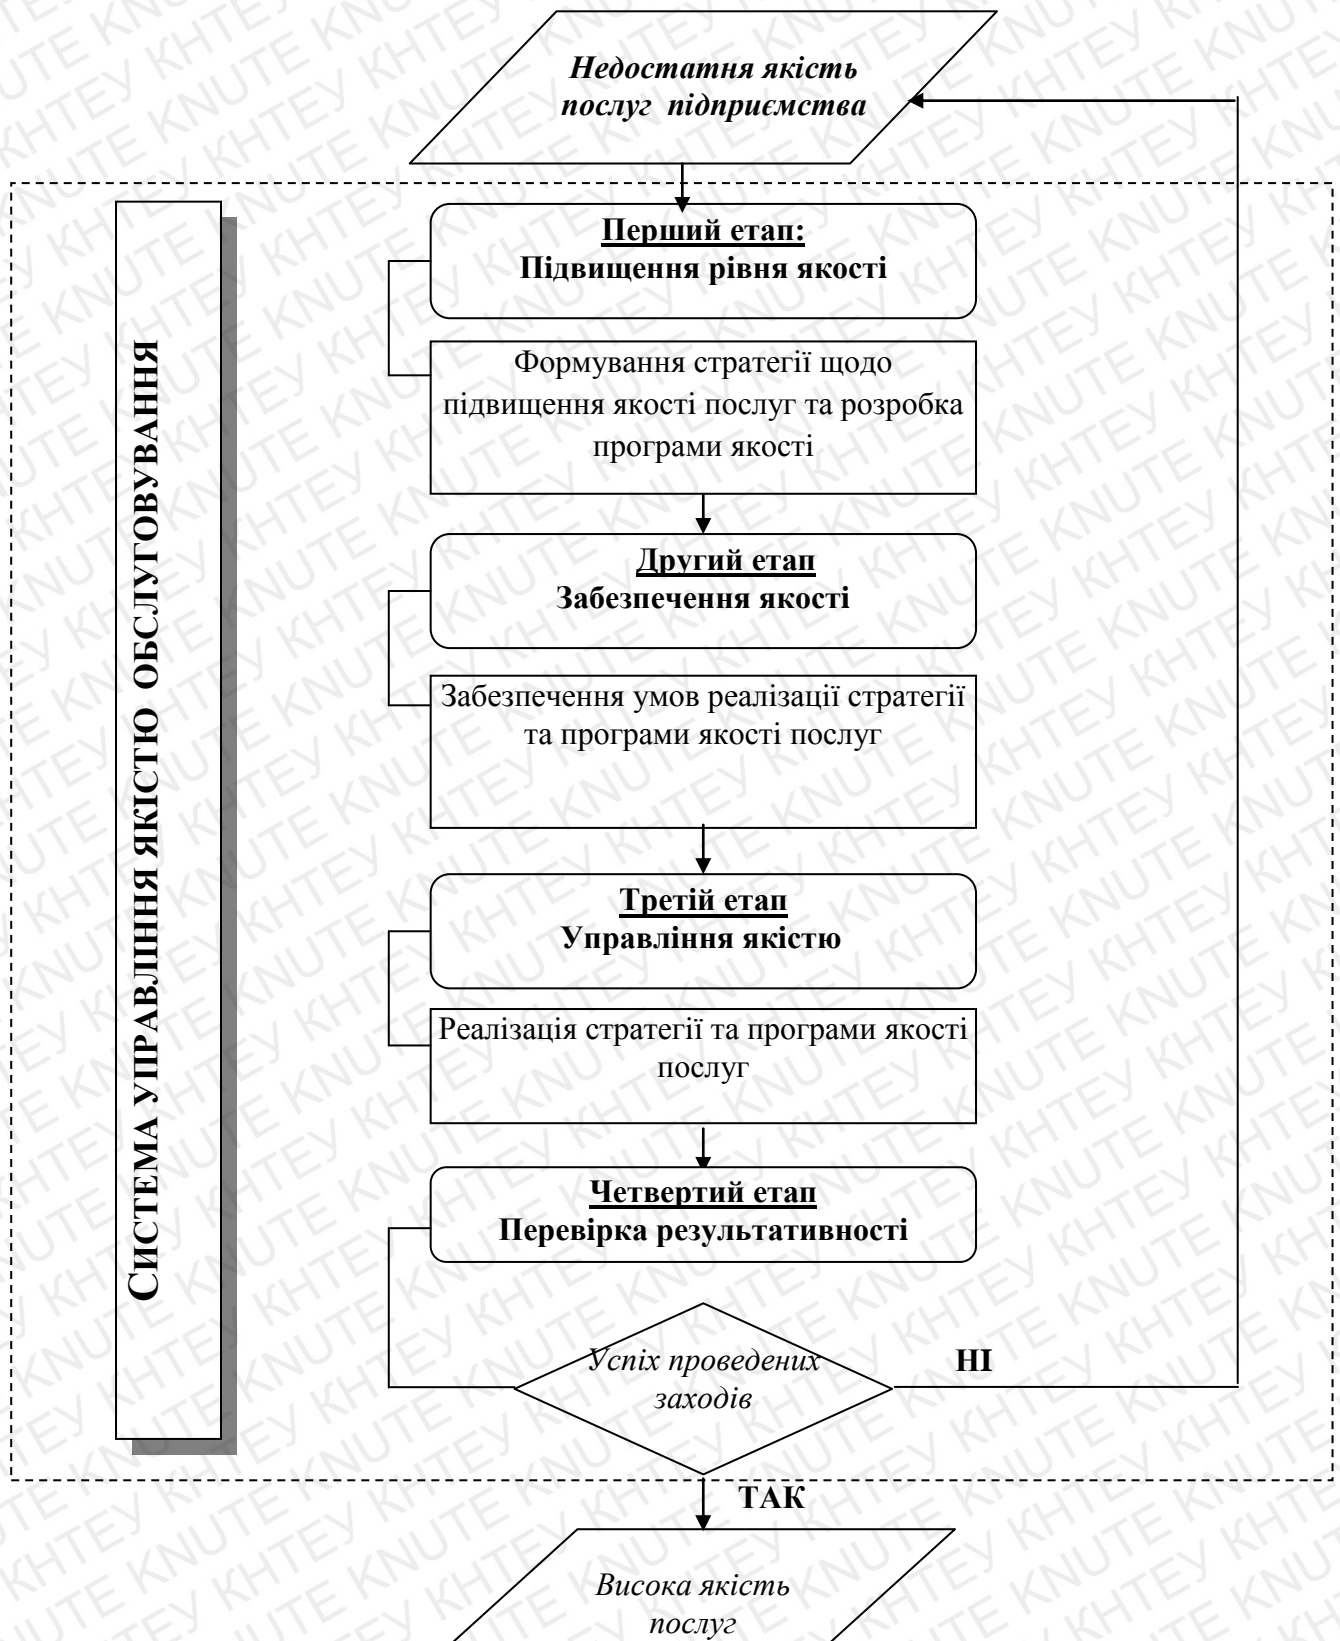 Недостатня якість
послуг підприємства
СИСТЕМА УПРАВЛІННЯ ЯКІСТЮ ОБСЛУГОВУВАННЯ
Перший етап:
Підвищення рівня якості
Формування стратегії щодо
підвищення якості послуг та розробка
програми якості
Другий етап
Забезпечення якості
Забезпечення умов реалізації стратегії
та програми якості послуг
Третій етап
Управління якістю
Реалізація стратегії та програми якості
послуг
Четвертий етап
Перевірка результативності
Успіх проведених
заходів
НІ
ТАК
Висока якість
послуг
КНТЕУ KNUTE